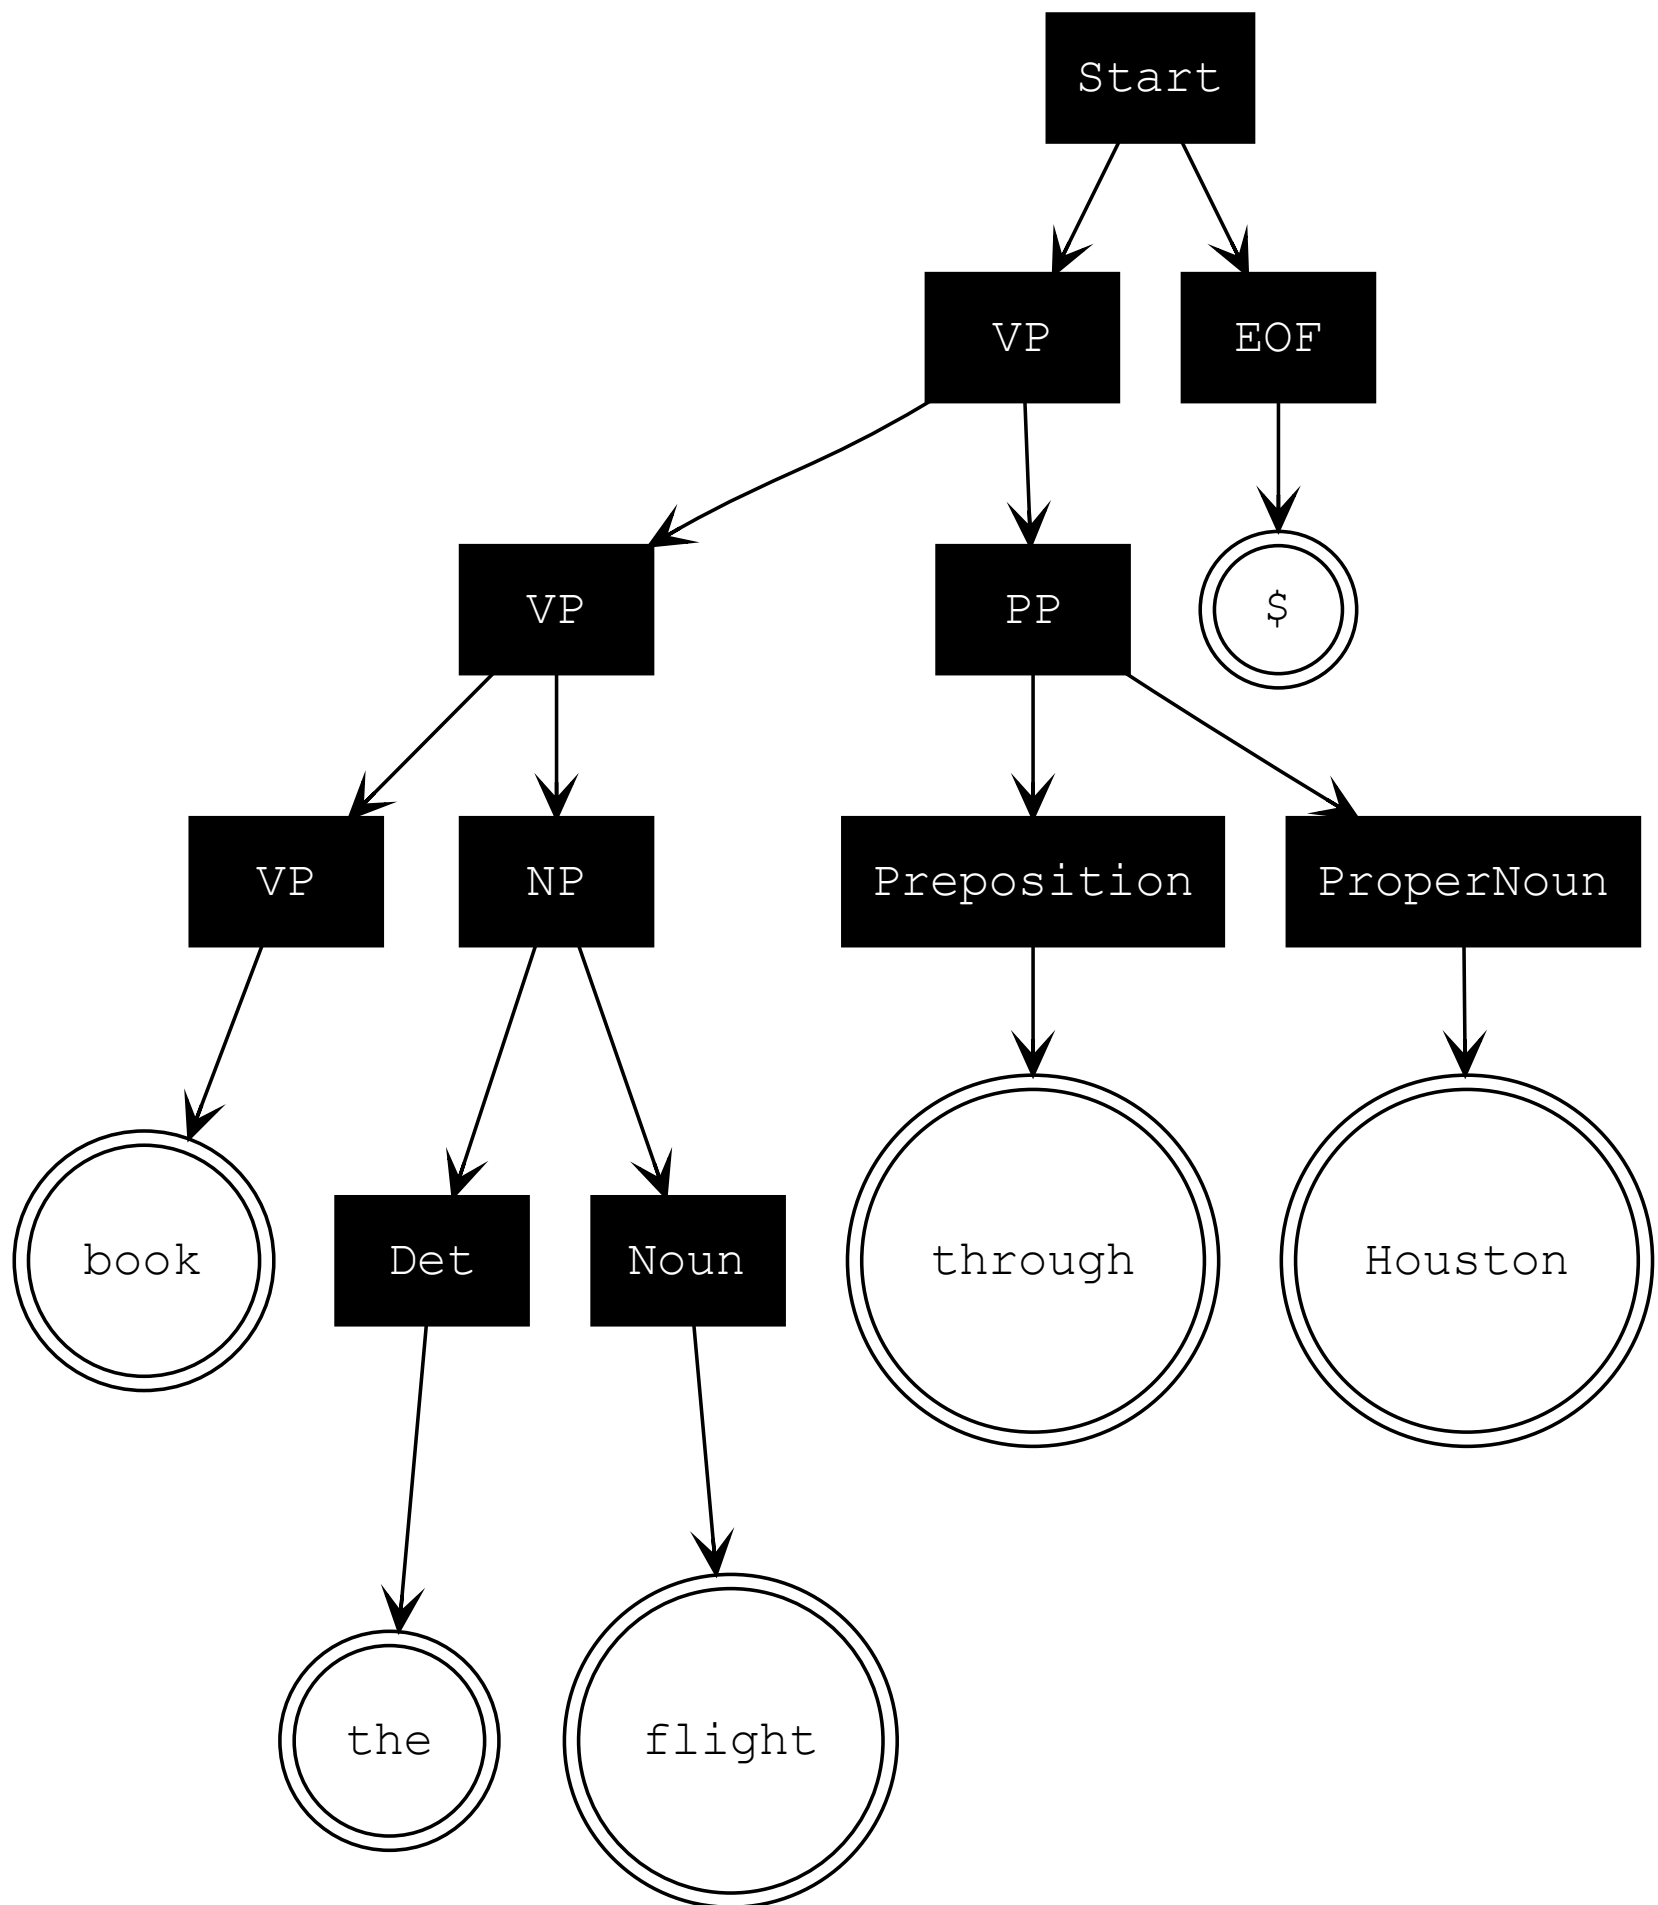 Start
VP EOF
VP PP $
VP NP Preposition ProperNoun
book Det Noun through Houston
the flight